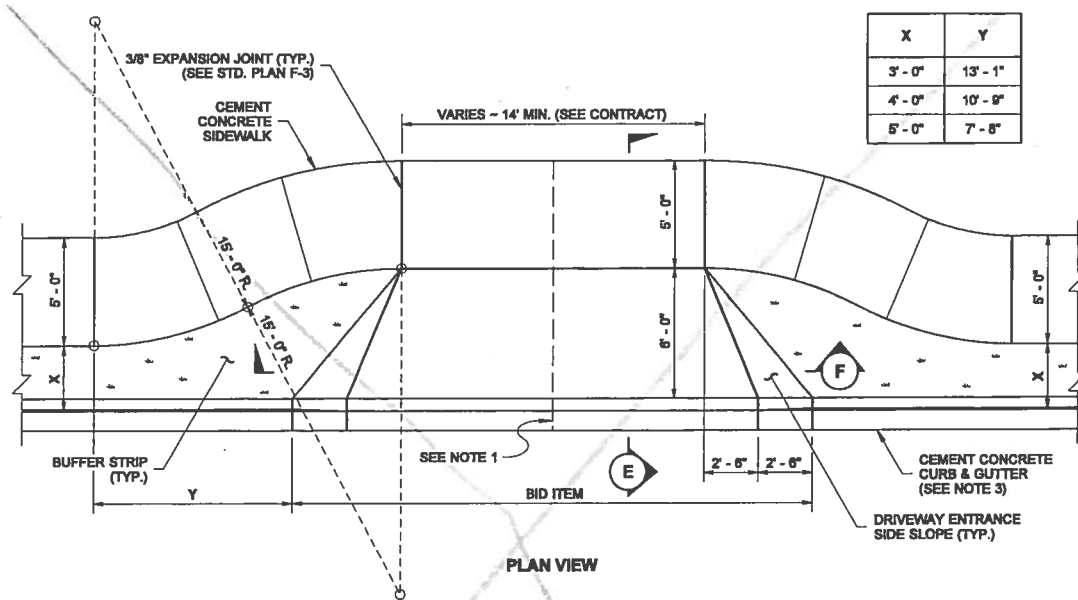 3/8" EXPANSION JOINT (TYP.)
(SEE STD. PLAN F-3)
CEMENT
CONCRETE
SIDEWALK
VARIES ~ 14' MIN. (SEE CONTRACT)
X Y
3' - 0" 13' - 1"
4' - 0" 10' - 9"
5' - 0" 7' - 8"
5' - 0"
15' - 0" R.
15' - 0" R.
5' - 0"
6' - 0"
5' - 0"
X
X
F
BUFFER STRIP
(TYP.)
SEE NOTE 1
E
2' - 6" 2' - 6"
CEMENT CONCRETE
CURB & GUTTER
(SEE NOTE 3)
Y
BID ITEM
DRIVEWAY ENTRANCE
SIDE SLOPE (TYP.)
PLAN VIEW